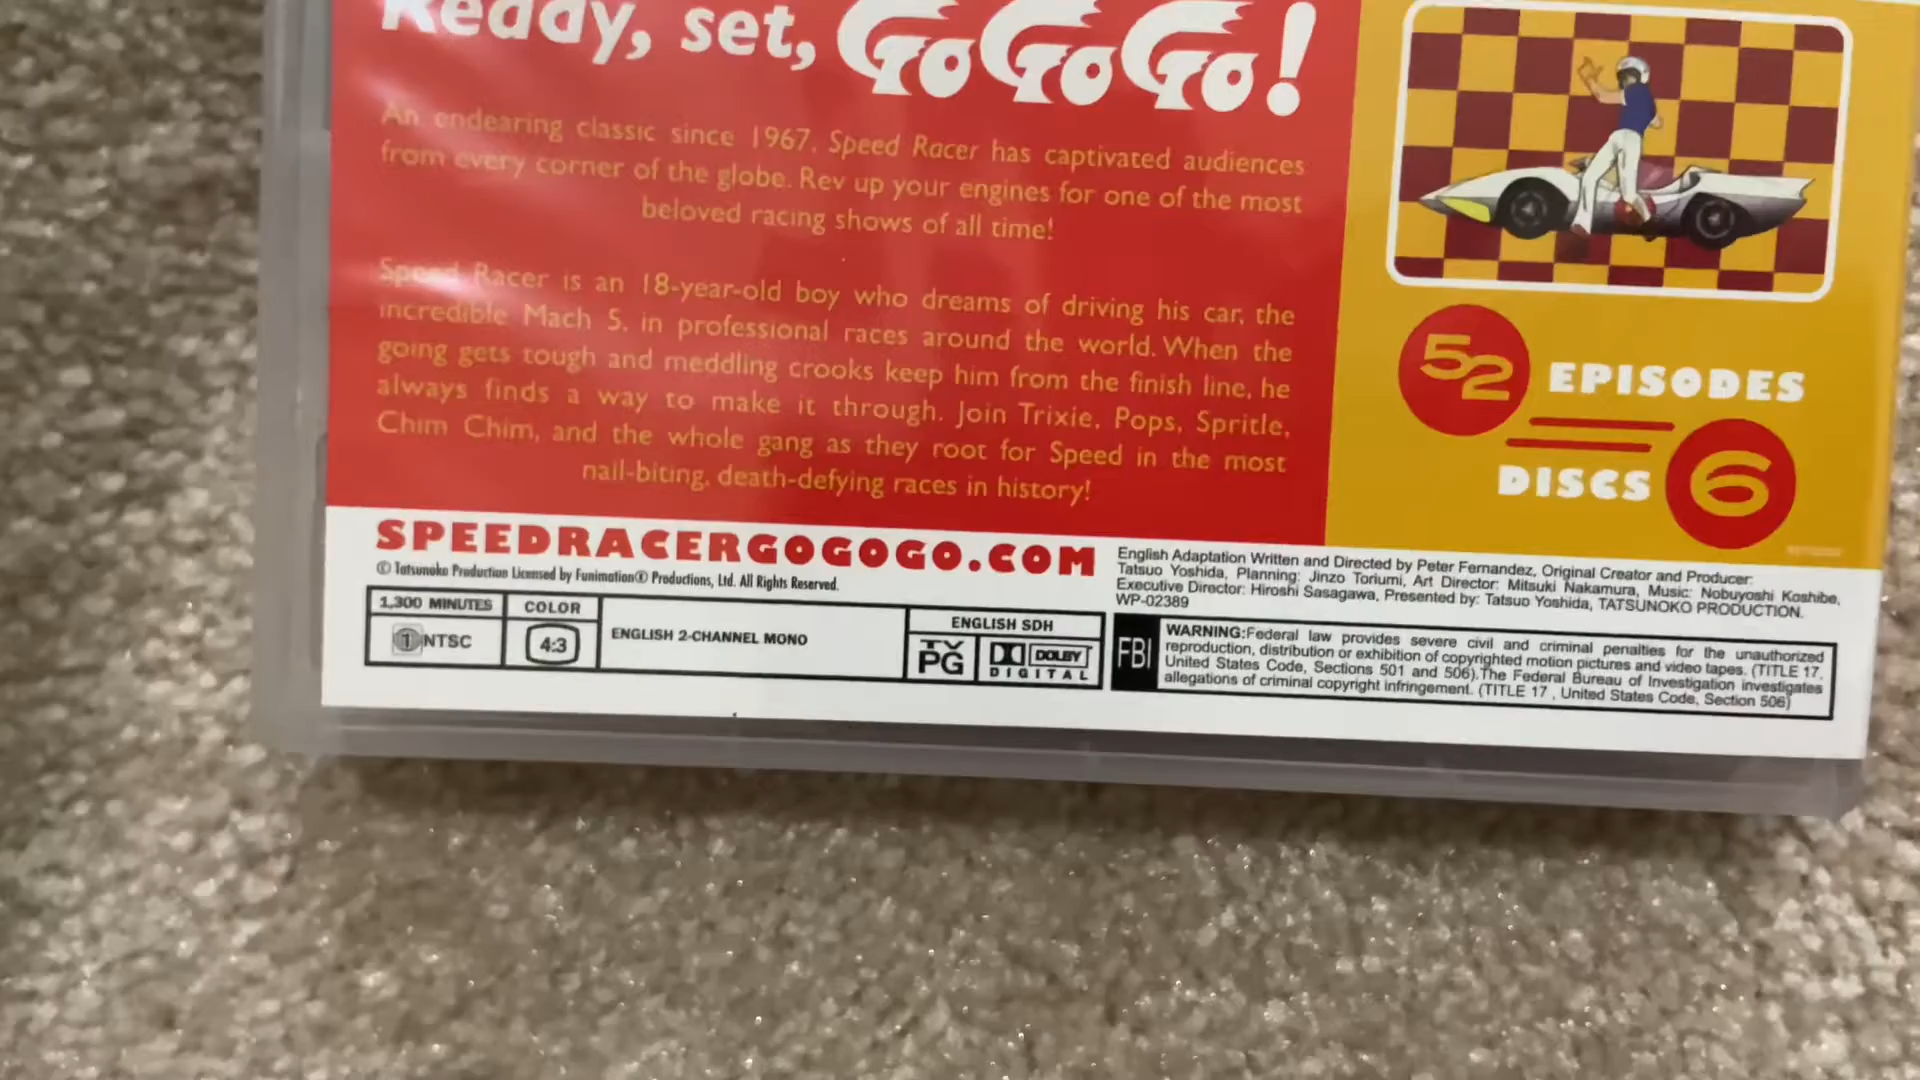 Ready, set, GoGoGo!
An endearing classic since 1967, Speed Racer has captivated audiences
from every corner of the globe. Rev up your engines for one of the most
beloved racing shows of all time!
Speed Racer is an 18-year-old boy who dreams of driving his car, the
incredible Mach 5, in professional races around the world. When the
going gets tough and meddling crooks keep him from the finish line, he
always finds a way to make it through. Join Trixie, Pops, Spritle,
Chim Chim, and the whole gang as they root for Speed in the most
nail-biting, death-defying races in history!
52 EPISODES
DISCS 6
SPEEDRACERGOGOGO.COM
© Tatsunoko Production Licensed by Funimation® Productions, Ltd. All Rights Reserved.
1,300 MINUTES
1 NTSC
COLOR
4:3
ENGLISH 2-CHANNEL MONO
ENGLISH SDH
TV PG
DOLBY
DIGITAL
English Adaptation Written and Directed by Peter Fernandez, Original Creator and Producer:
Tatsuo Yoshida, Planning: Jinzo Toriumi, Art Director: Mitsuki Nakamura, Music: Nobuyoshi Koshibe,
Executive Director: Hiroshi Sasagawa, Presented by: Tatsuo Yoshida, TATSUNOKO PRODUCTION.
WP-02389
FBI
WARNING:Federal law provides severe civil and criminal penalties for the unauthorized
reproduction, distribution or exhibition of copyrighted motion pictures and video tapes. (TITLE 17,
United States Code, Sections 501 and 506).The Federal Bureau of Investigation investigates
allegations of criminal copyright infringement. (TITLE 17 , United States Code, Section 506)